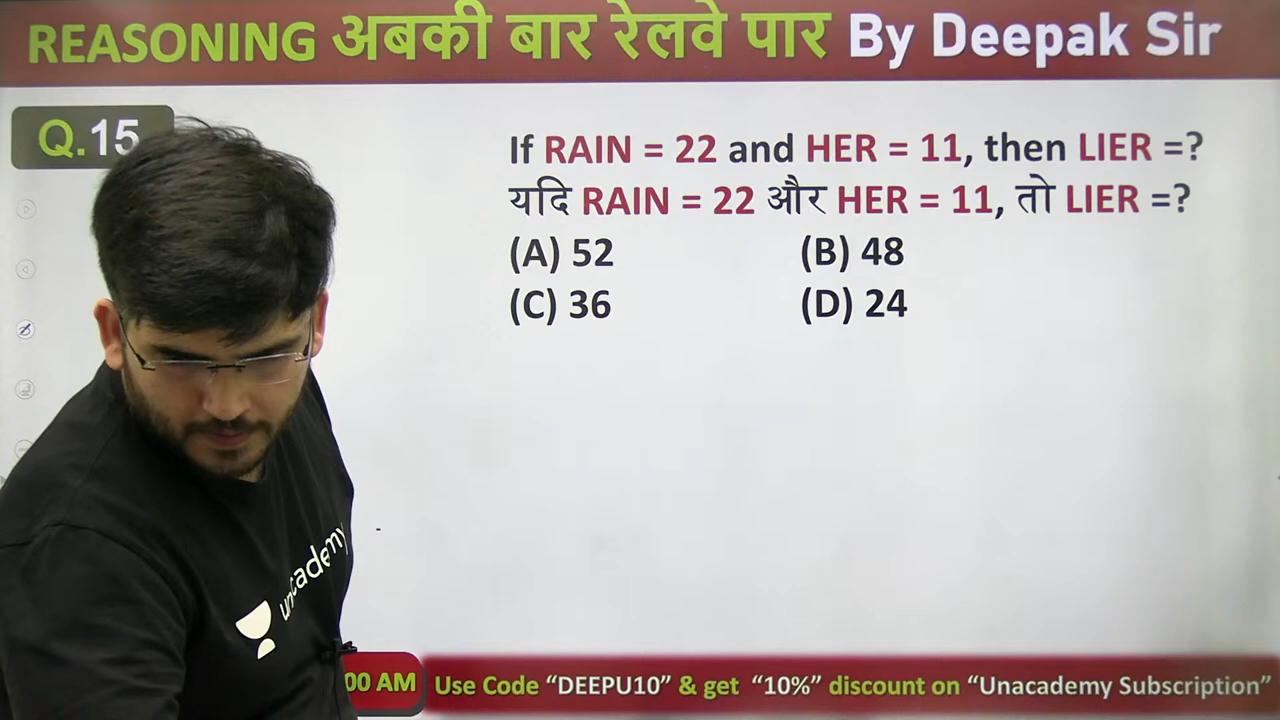 REASONING अबकी बार रेलवे पार By Deepak Sir
Q.15
If RAIN = 22 and HER = 11, then LIER =?
यदि RAIN = 22 और HER = 11, तो LIER =?
(A) 52 (B) 48
(C) 36 (D) 24
unacademy
00 AM
Use Code “DEEPU10” & get “10%” discount on “Unacademy Subscription”